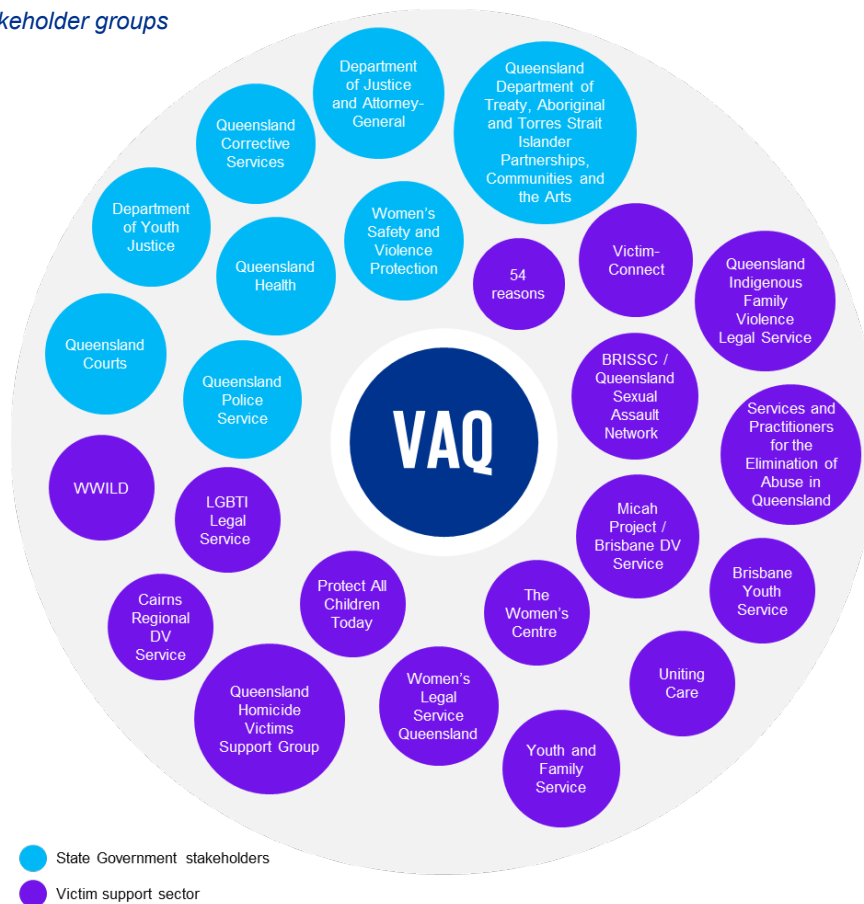 keholder groups
Department
of Justice
and Attorney-
General
Queensland
Department of
Treaty, Aboriginal
and Torres Strait
Islander
Partnerships,
Communities and
the Arts
Queensland
Corrective
Services
Department
of Youth
Justice
Women's
Safety and
Violence
Protection
Queensland
Health
54
reasons
Victim-
Connect
Queensland
Indigenous
Family
Violence
Legal Service
Queensland
Courts
Queensland
Police
Service
VAQ
BRISSC /
Queensland
Sexual
Assault
Network
Services and
Practitioners
for the
Elimination of
Abuse in
Queensland
WWILD
LGBTI
Legal
Service
Micah
Project /
Brisbane DV
Service
Brisbane
Youth
Service
Cairns
Regional
DV
Service
Protect All
Children
Today
The
Women's
Centre
Uniting
Care
Queensland
Homicide
Victims
Support Group
Women's
Legal
Service
Queensland
Youth and
Family
Service
State Government stakeholders
Victim support sector